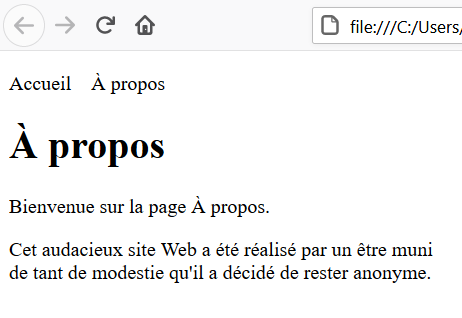 file:///C:/Users/
Accueil À propos
À propos
Bienvenue sur la page À propos.
Cet audacieux site Web a été réalisé par un être muni
de tant de modestie qu'il a décidé de rester anonyme.